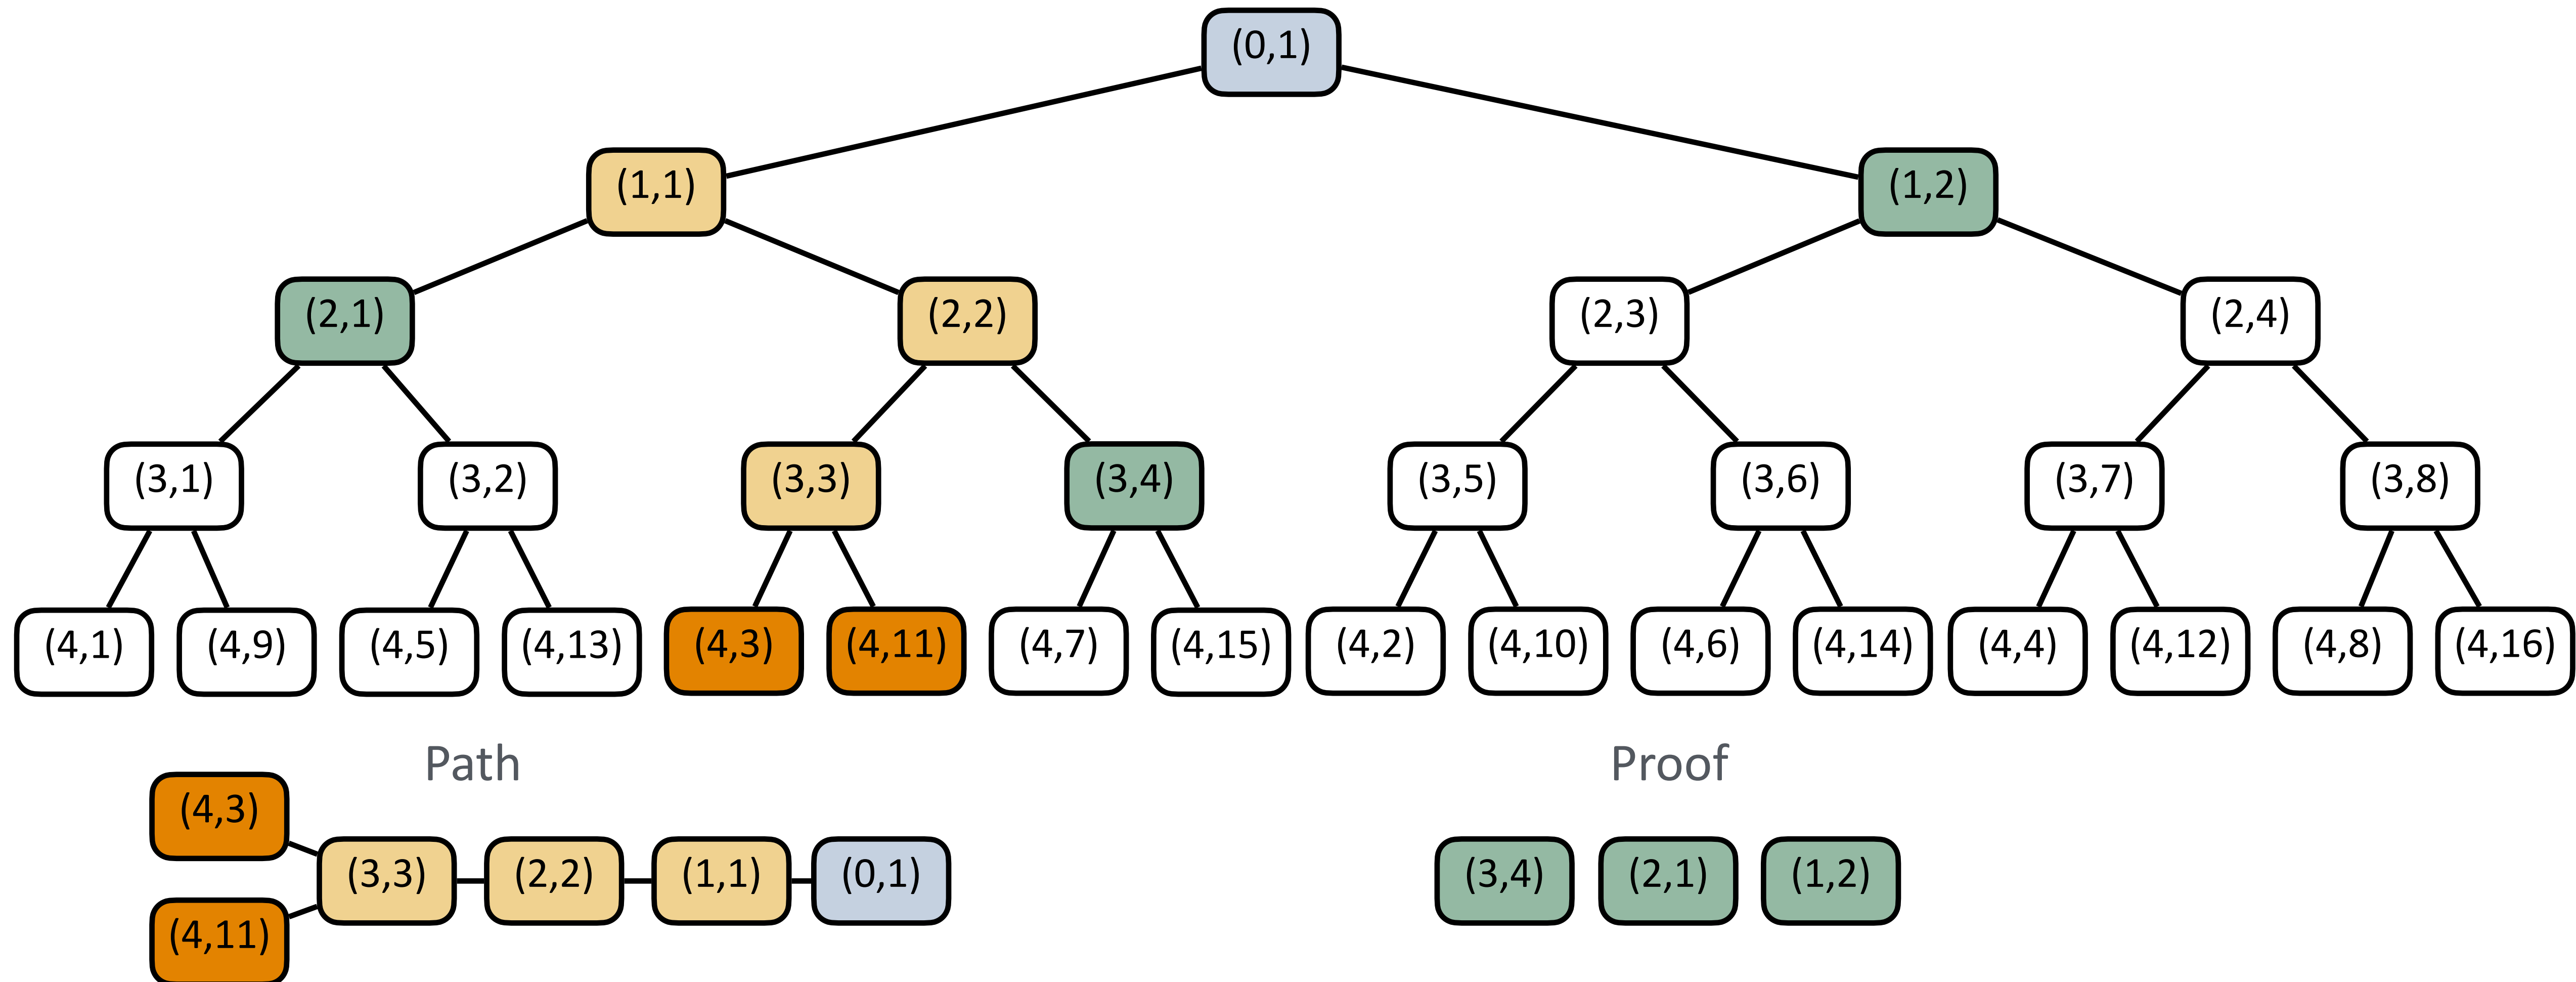 (0,1)
(1,1) (1,2)
(2,1) (2,2) (2,3) (2,4)
(3,1) (3,2) (3,3) (3,4) (3,5) (3,6) (3,7) (3,8)
(4,1) (4,9) (4,5) (4,13) (4,3) (4,11) (4,7) (4,15) (4,2) (4,10) (4,6) (4,14) (4,4) (4,12) (4,8) (4,16)
Path
(4,3)
(3,3) (2,2) (1,1) (0,1)
(4,11)
Proof
(3,4) (2,1) (1,2)